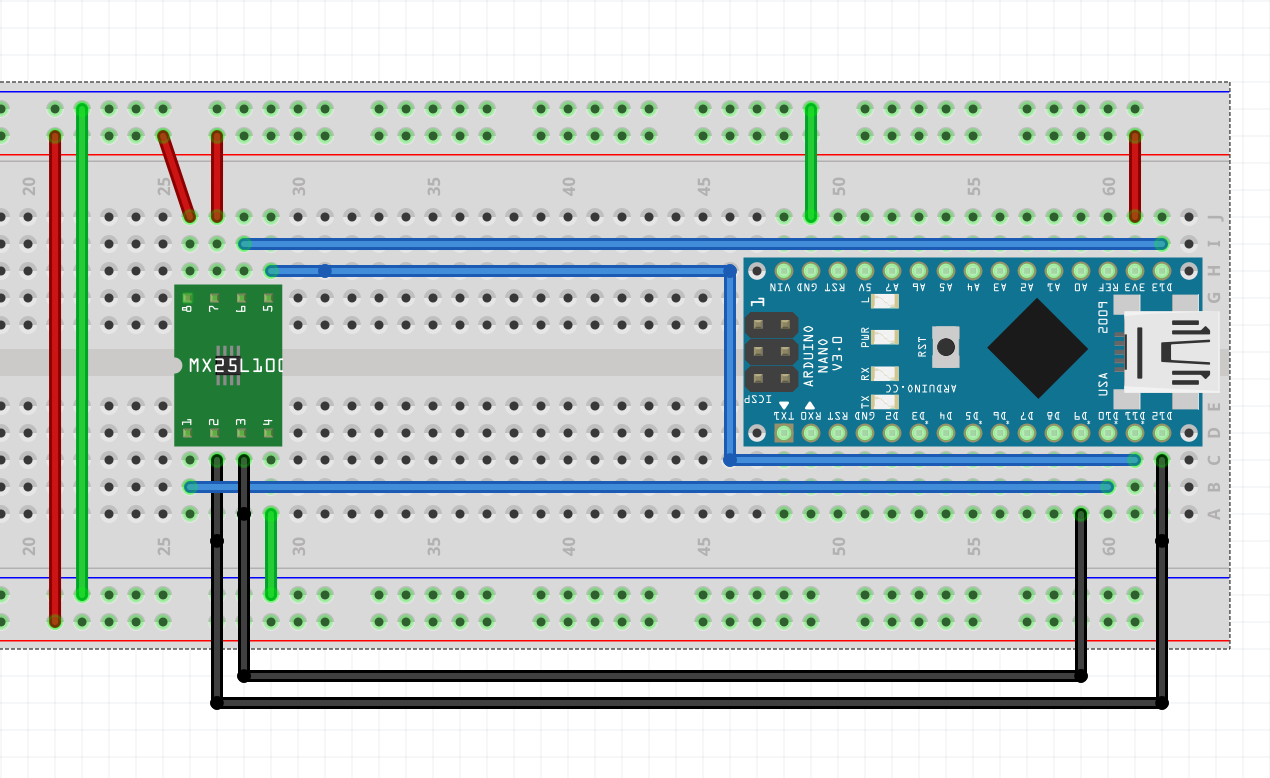 20 25 30 35 40 45 50 55 60
J
I
H
G
E
D
C
B
A
8 7 6 5
MX25L100
1 2 3 4
VIN GND RST 5V A7 A6 A5 A4 A3 A2 A1 A0 REF 3V3 D13
1
L
PWR
RX
TX
ICSP
ARDUINO
NANO
V3.0
RST
ARDUINO.CC
2009
USA
TX1 RX0 RST GND D2 D3 D4 D5 D6 D7 D8 D9 D10 D11 D12
20 25 30 35 40 45 50 55 60